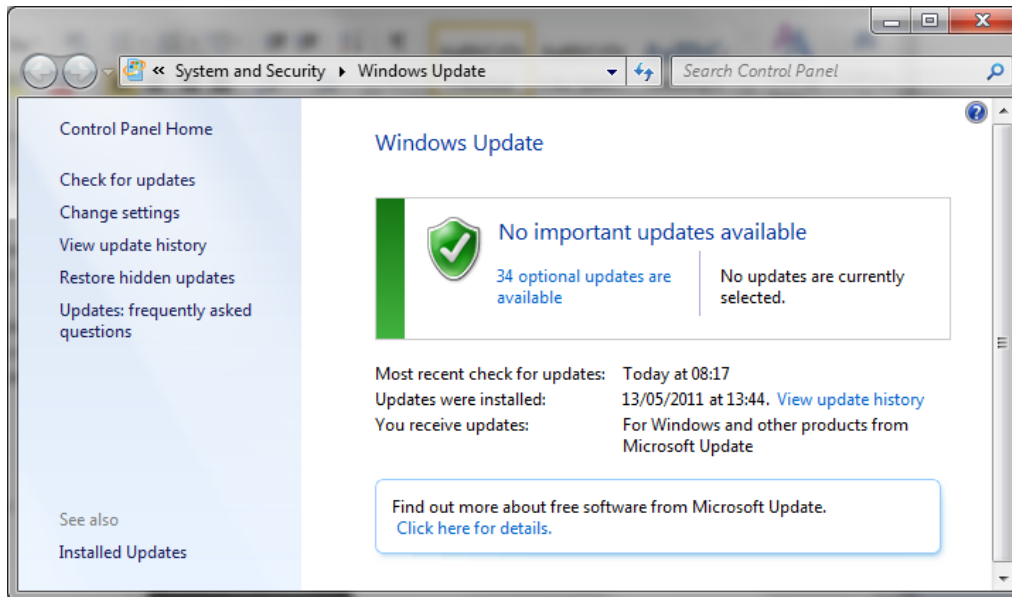 « System and Security ▸ Windows Update
Search Control Panel
Control Panel Home
Check for updates
Change settings
View update history
Restore hidden updates
Updates: frequently asked
questions
See also
Installed Updates
Windows Update
No important updates available
34 optional updates are
available
No updates are currently
selected.
Most recent check for updates: Today at 08:17
Updates were installed: 13/05/2011 at 13:44. View update history
You receive updates: For Windows and other products from
Microsoft Update
Find out more about free software from Microsoft Update.
Click here for details.